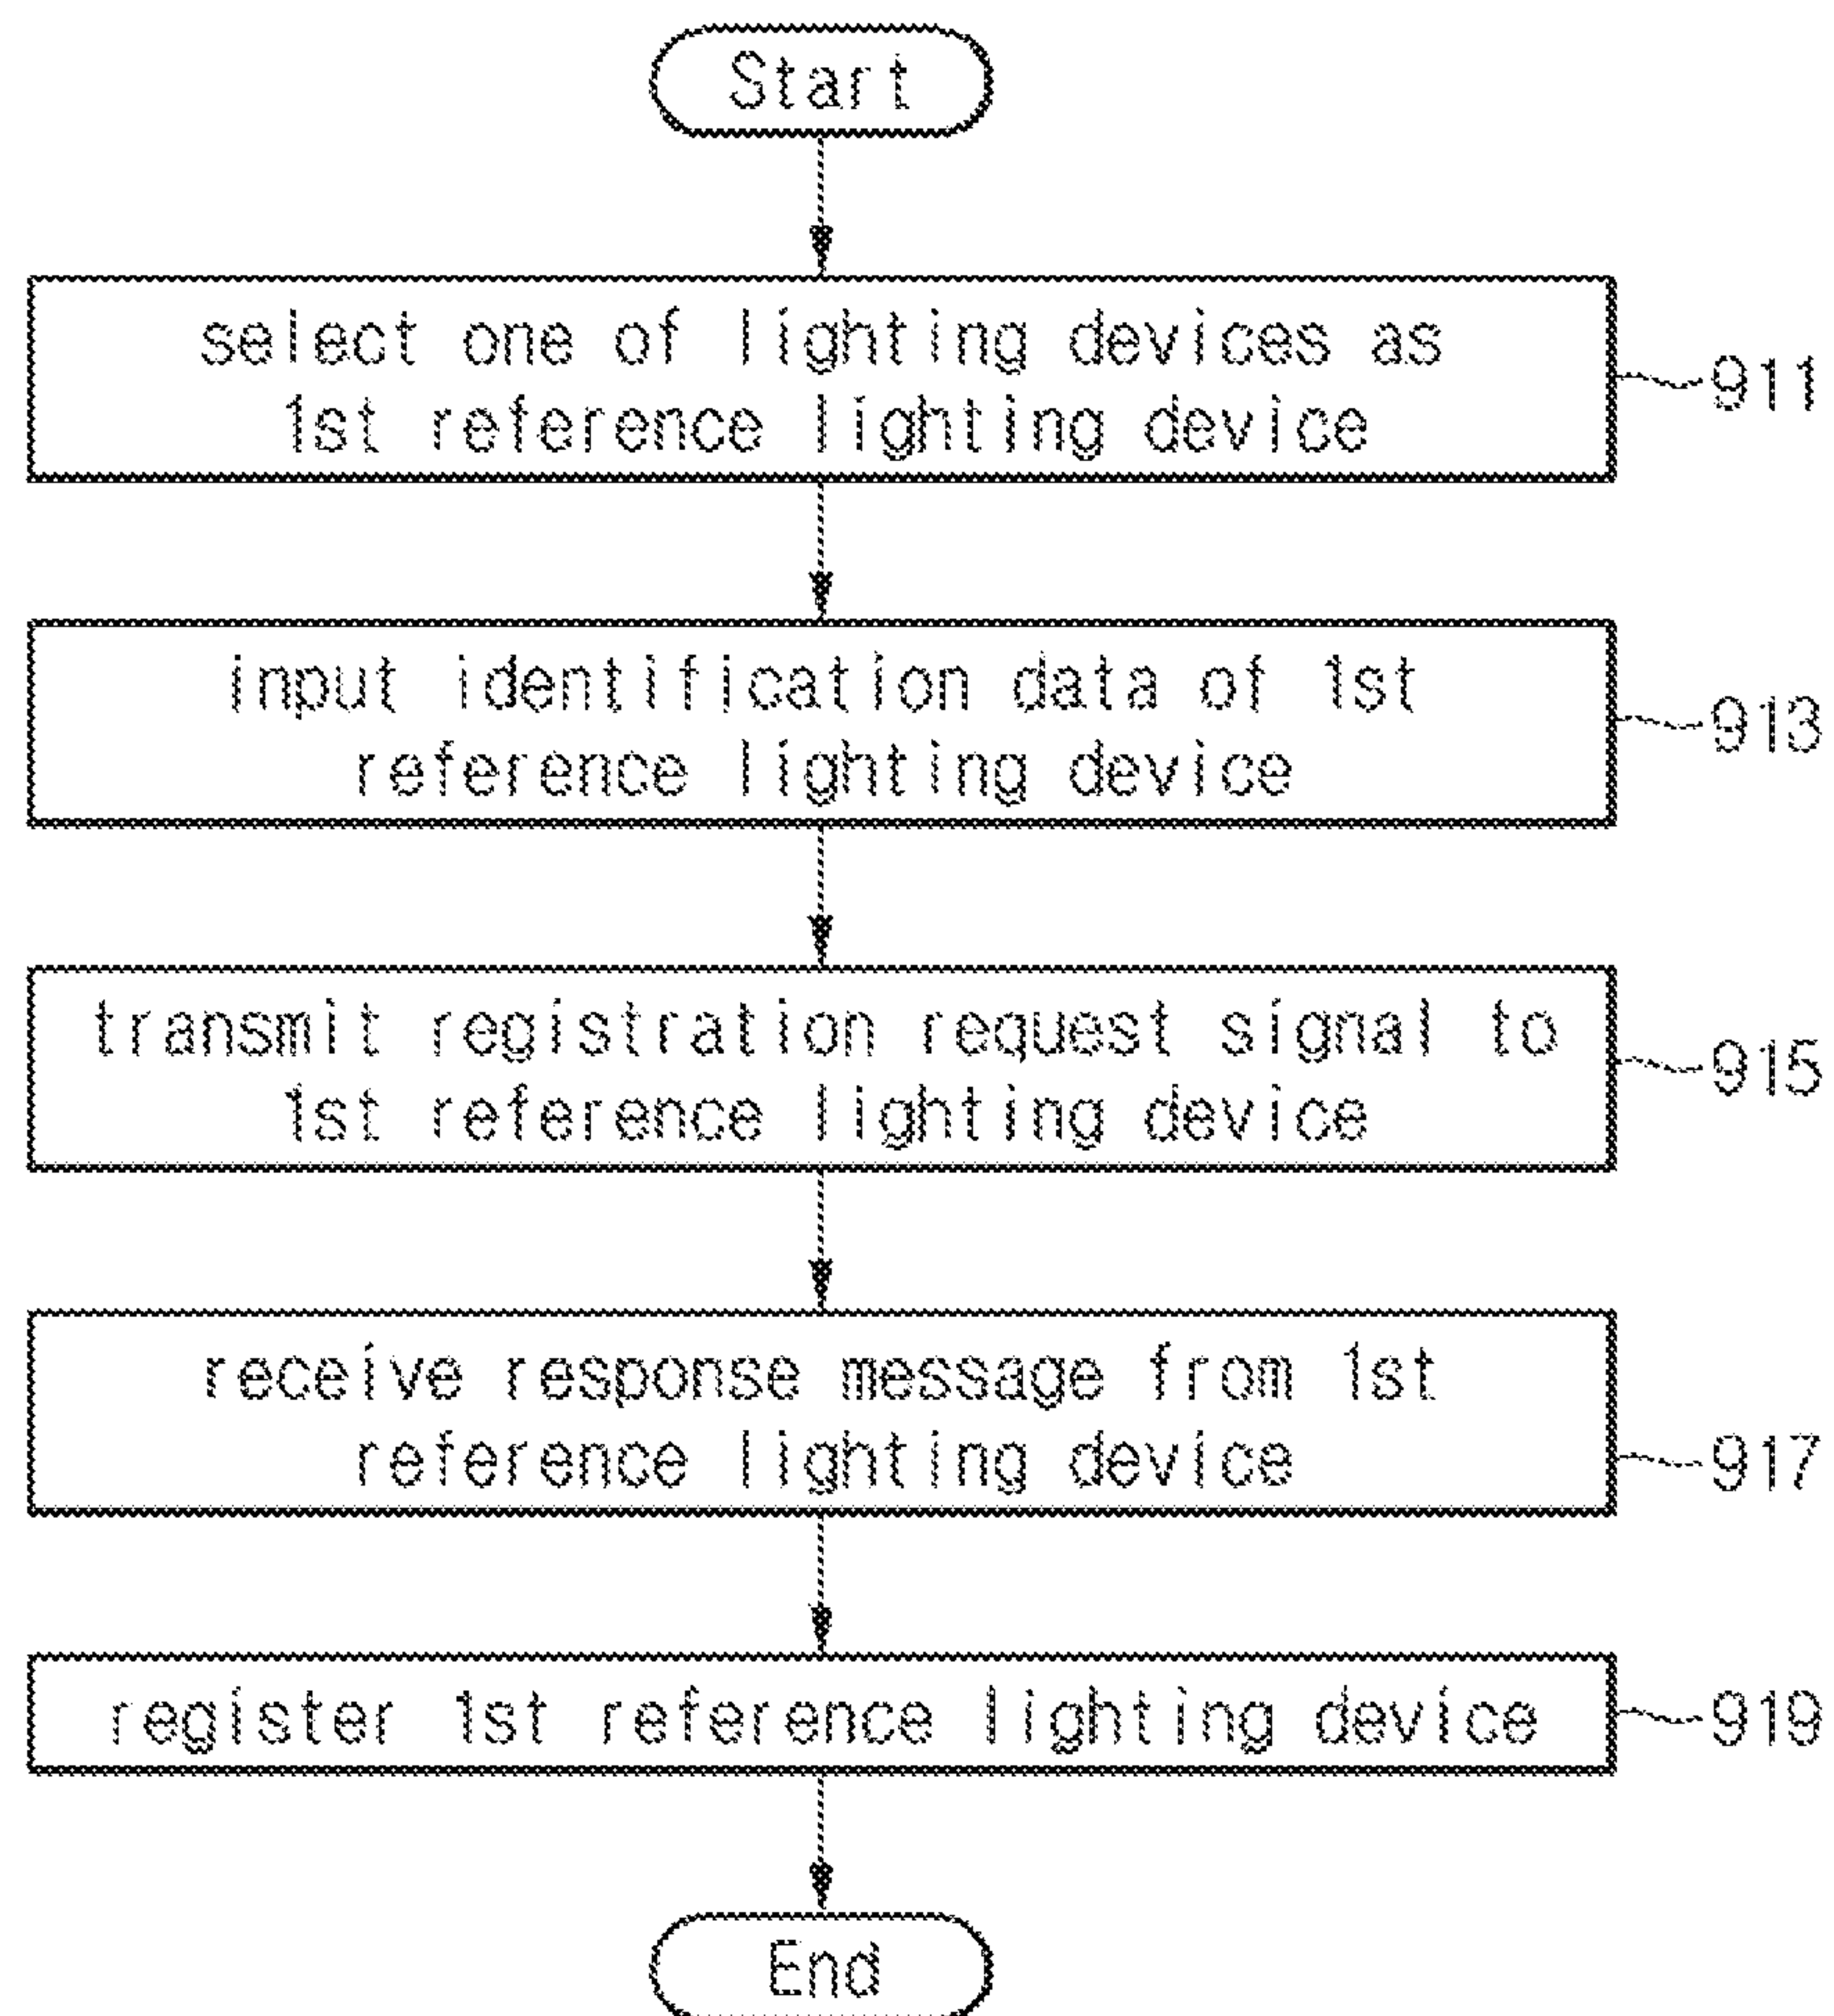 Start
select one of lighting devices as
1st reference lighting device
911
input identification data of 1st
reference lighting device
913
transmit registration request signal to
1st reference lighting device
915
receive response message from 1st
reference lighting device
917
register 1st reference lighting device
919
End